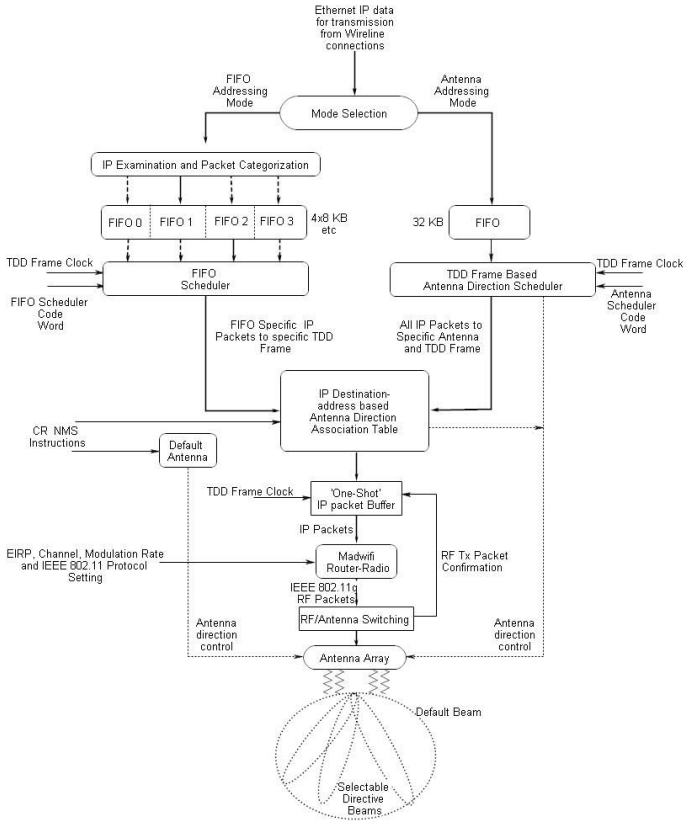 Ethernet IP data
for transmission
from Wireline
connections
FIFO
Addressing
Mode
Antenna
Addressing
Mode
Mode Selection
IP Examination and Packet Categorization
FIFO 0
FIFO 1
FIFO 2
FIFO 3
4x8 KB
etc
32 KB
FIFO
TDD Frame Clock
FIFO
Scheduler
TDD Frame Based
Antenna Direction Scheduler
TDD Frame Clock
FIFO Scheduler
Code
Word
Antenna
Scheduler
Code
Word
FIFO Specific IP
Packets to specific TDD
Frame
All IP Packets to
Specific Antenna
and TDD Frame
IP Destination-
address based
Antenna Direction
Association Table
CR NMS
Instructions
Default
Antenna
TDD Frame Clock
'One-Shot'
IP packet Buffer
IP Packets
EIRP, Channel, Modulation Rate
and IEEE 802.11 Protocol
Setting
Madwifi
Router-Radio
RF Tx Packet
Confirmation
IEEE 802.11g
RF Packets
RF/Antenna Switching
Antenna
direction
control
Antenna
direction
control
Antenna Array
Default Beam
Selectable
Directive
Beams